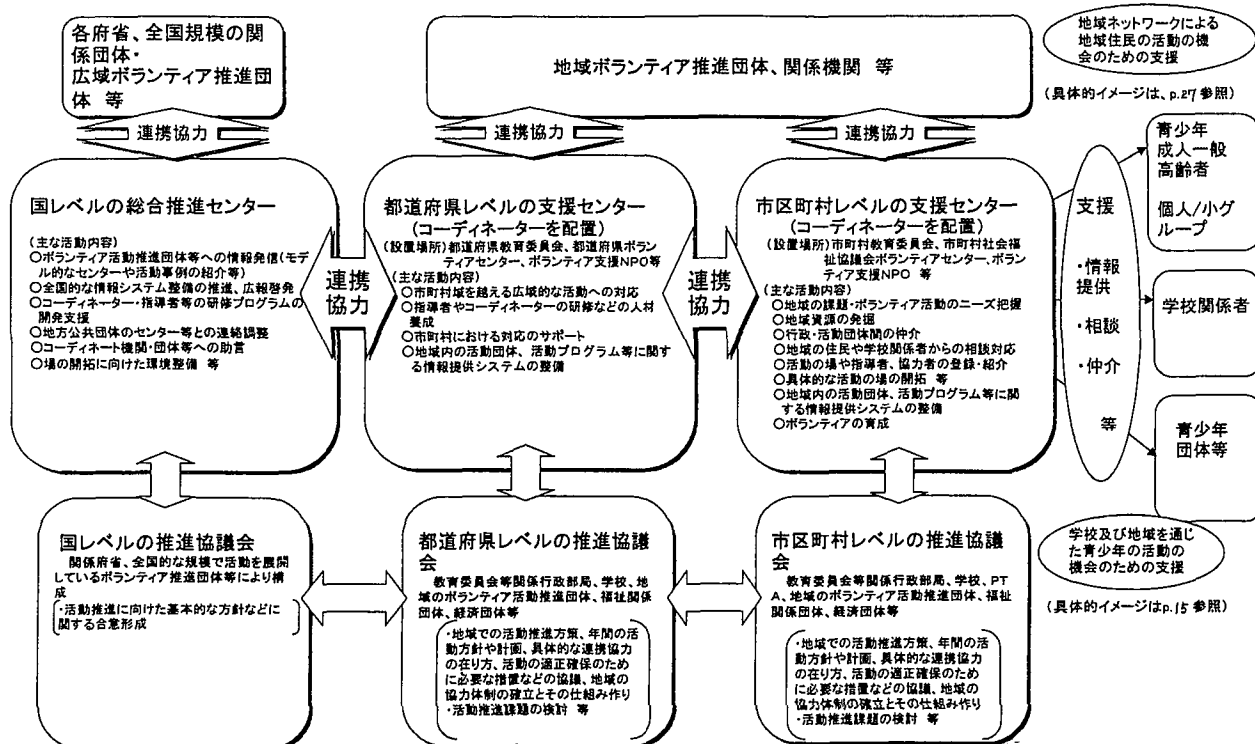 各府省、全国規模の関
係団体・
広域ボランティア推進団
体 等
地域ボランティア推進団体、関係機関 等
地域ネットワークによる
地域住民の活動の機
会のための支援
(具体的イメージは、p.27参照)
連携協力
連携協力
連携協力
国レベルの総合推進センター
(主な活動内容)
○ボランティア活動推進団体等への情報発信(モデ
ル的なセンターや活動事例の紹介等)
○全国的な情報システム整備の推進、広報啓発
○コーディネーター・指導者等の研修プログラムの
開発支援
○地方公共団体のセンター等との連絡調整
○コーディネート機関・団体等への助言
○場の開拓に向けた環境整備 等
連携
協力
都道府県レベルの支援センター
(コーディネーターを配置)
(設置場所)都道府県教育委員会、都道府県ボラン
ティアセンター、ボランティア支援NPO等
(主な活動内容)
○市町村域を越える広域的な活動への対応
○指導者やコーディネーターの研修などの人材
養成
○市町村における対応のサポート
○地域内の活動団体、活動プログラム等に関す
る情報提供システムの整備
連携
協力
市区町村レベルの支援センター
(コーディネーターを配置)
(設置場所)市町村教育委員会、市町村社会福
祉協議会ボランティアセンター、ボラン
ティア支援NPO 等
(主な活動内容)
○地域の課題・ボランティア活動のニーズ把握
○地域資源の発掘
○行政・活動団体間の仲介
○地域の住民や学校関係者からの相談対応
○活動の場や指導者、協力者の登録・紹介
○具体的な活動の場の開拓 等
○地域内の活動団体、活動プログラム等に関
する情報提供システムの整備
○ボランティアの育成
支援
・情報
提供
・相談
・仲介
等
青少年
成人一般
高齢者
個人/小グ
ループ
学校関係者
青少年
団体等
国レベルの推進協議会
関係府省、全国的な規模で活動を展開
しているボランティア推進団体等により構
成
・活動推進に向けた基本的な方針などに
関する合意形成
都道府県レベルの推進協議
会
教育委員会等関係行政部局、学校、地
域のボランティア活動推進団体、福祉関係
団体、経済団体等
・地域での活動推進方策、年間の活
動方針や計画、具体的な連携協力
の在り方、活動の適正確保のため
に必要な措置などの協議、地域の
協力体制の確立とその仕組み作り
・活動推進課題の検討 等
市区町村レベルの推進協議
会
教育委員会等関係行政部局、学校、PT
A、地域のボランティア活動推進団体、福祉
関係団体、経済団体等
・地域での活動推進方策、年間の活
動方針や計画、具体的な連携協力
の在り方、活動の適正確保のため
に必要な措置などの協議、地域の
協力体制の確立とその仕組み作り
・活動推進課題の検討 等
学校及び地域を通じ
た青少年の活動の
機会のための支援
(具体的イメージはp.15参照)